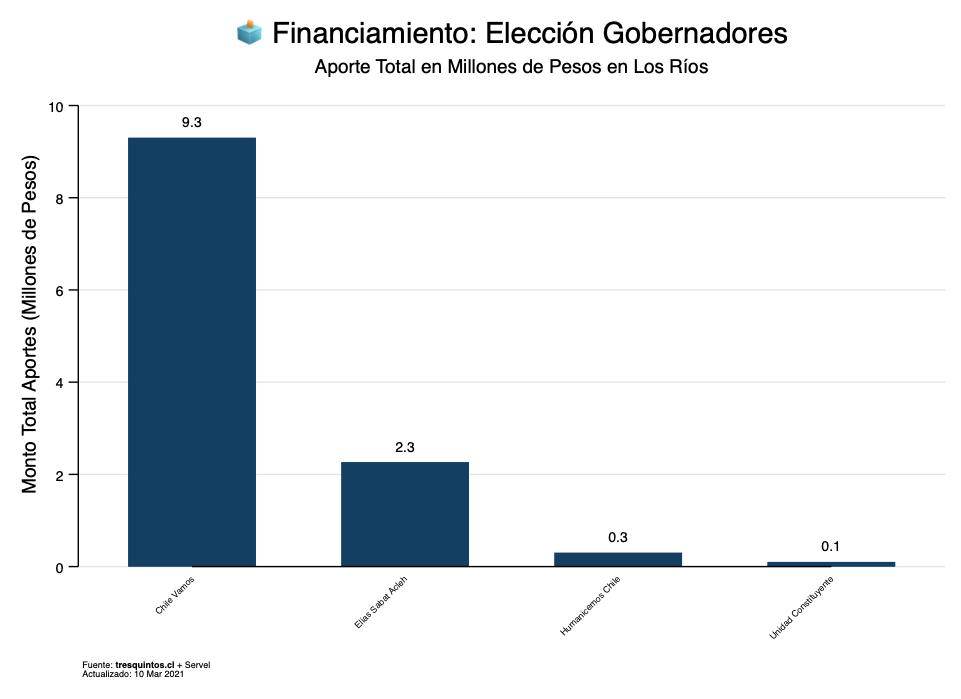 Financiamiento: Elección Gobernadores
Aporte Total en Millones de Pesos en Los Ríos
Monto Total Aportes (Millones de Pesos)
10
8
6
4
2
0
9.3
2.3
0.3
0.1
Chile Vamos
Elias Sabat Acleh
Humanicemos Chile
Unidad Constituyente
Fuente: tresquintos.cl + Servel
Actualizado: 10 Mar 2021